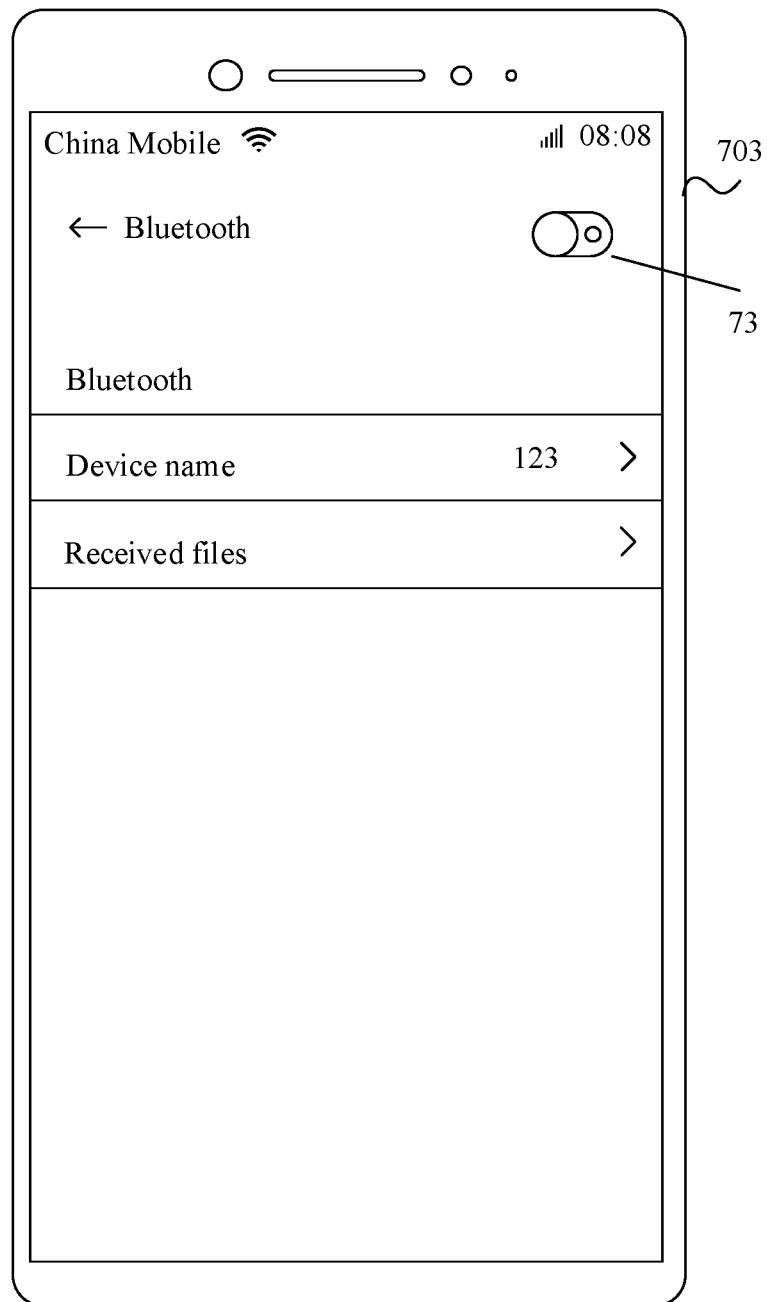 China Mobile 08:08
703
← Bluetooth
73
Bluetooth
Device name 123 >
Received files >